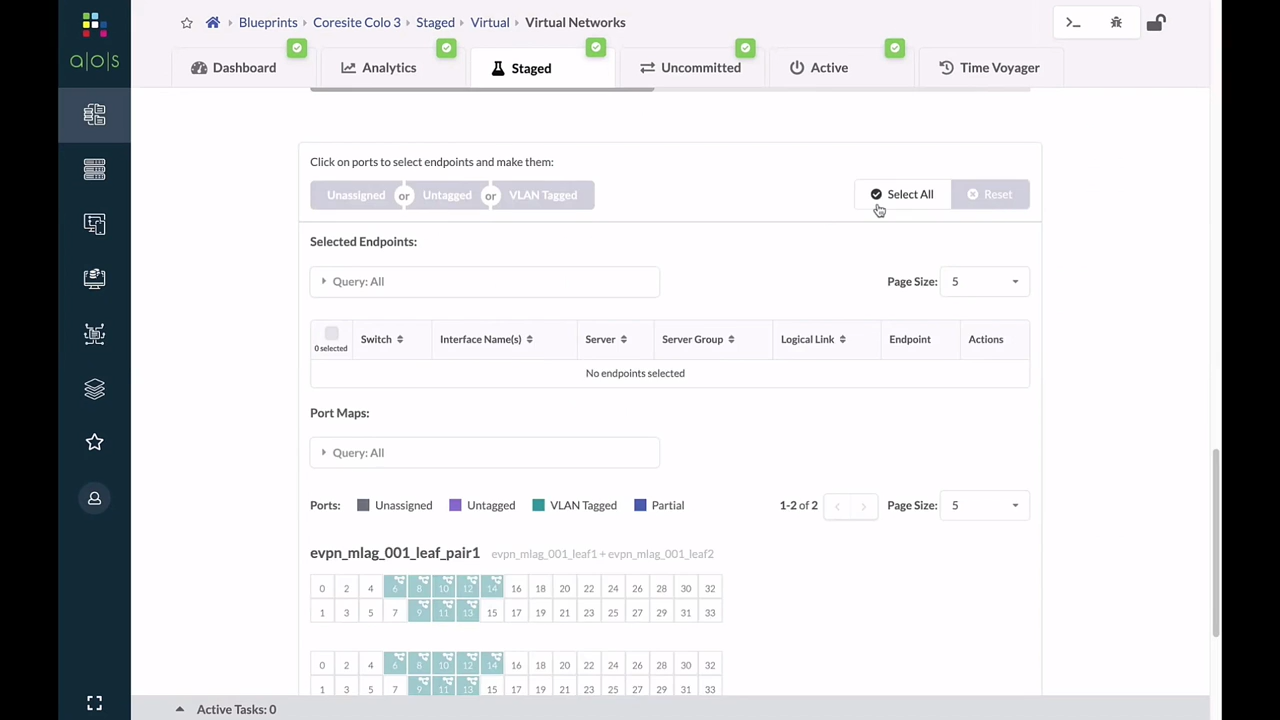 Blueprints › Coresite Colo 3 › Staged › Virtual › Virtual Networks
a|o|s
Dashboard
Analytics
Staged
Uncommitted
Active
Time Voyager
Click on ports to select endpoints and make them:
Unassigned or Untagged or VLAN Tagged
Select All
Reset
Selected Endpoints:
Query: All
Page Size: 5
0 selected
Switch
Interface Name(s)
Server
Server Group
Logical Link
Endpoint
Actions
No endpoints selected
Port Maps:
Query: All
Ports: Unassigned Untagged VLAN Tagged Partial
1-2 of 2
Page Size: 5
evpn_mlag_001_leaf_pair1 evpn_mlag_001_leaf1 + evpn_mlag_001_leaf2
0 2 4 6 8 10 12 14 16 18 20 22 24 26 28 30 32
1 3 5 7 9 11 13 15 17 19 21 23 25 27 29 31 33
0 2 4 6 8 10 12 14 16 18 20 22 24 26 28 30 32
1 3 5 7 9 11 13 15 17 19 21 23 25 27 29 31 33
Active Tasks: 0